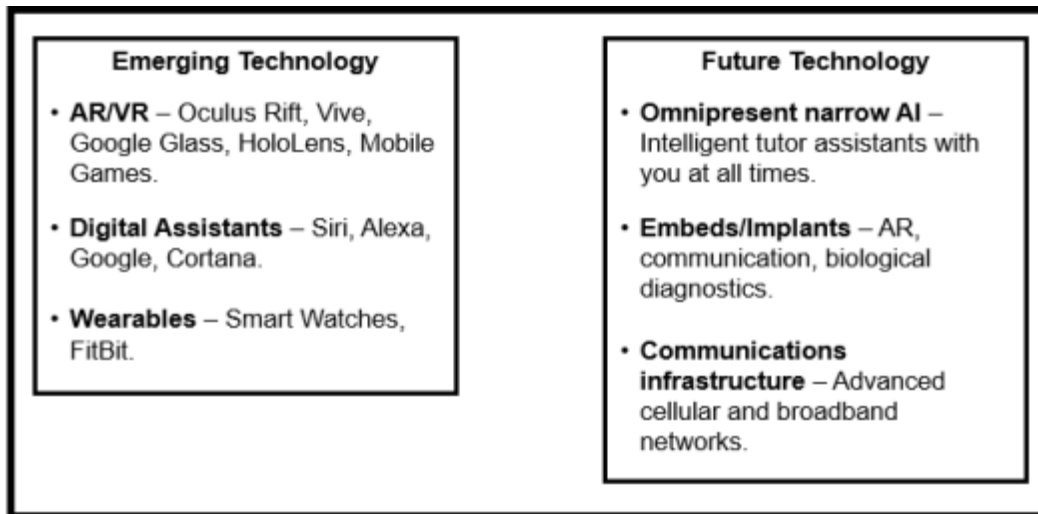 Emerging Technology
• AR/VR – Oculus Rift, Vive,
Google Glass, HoloLens, Mobile
Games.
• Digital Assistants – Siri, Alexa,
Google, Cortana.
• Wearables – Smart Watches,
FitBit.
Future Technology
• Omnipresent narrow AI –
Intelligent tutor assistants with
you at all times.
• Embeds/Implants – AR,
communication, biological
diagnostics.
• Communications
infrastructure – Advanced
cellular and broadband
networks.